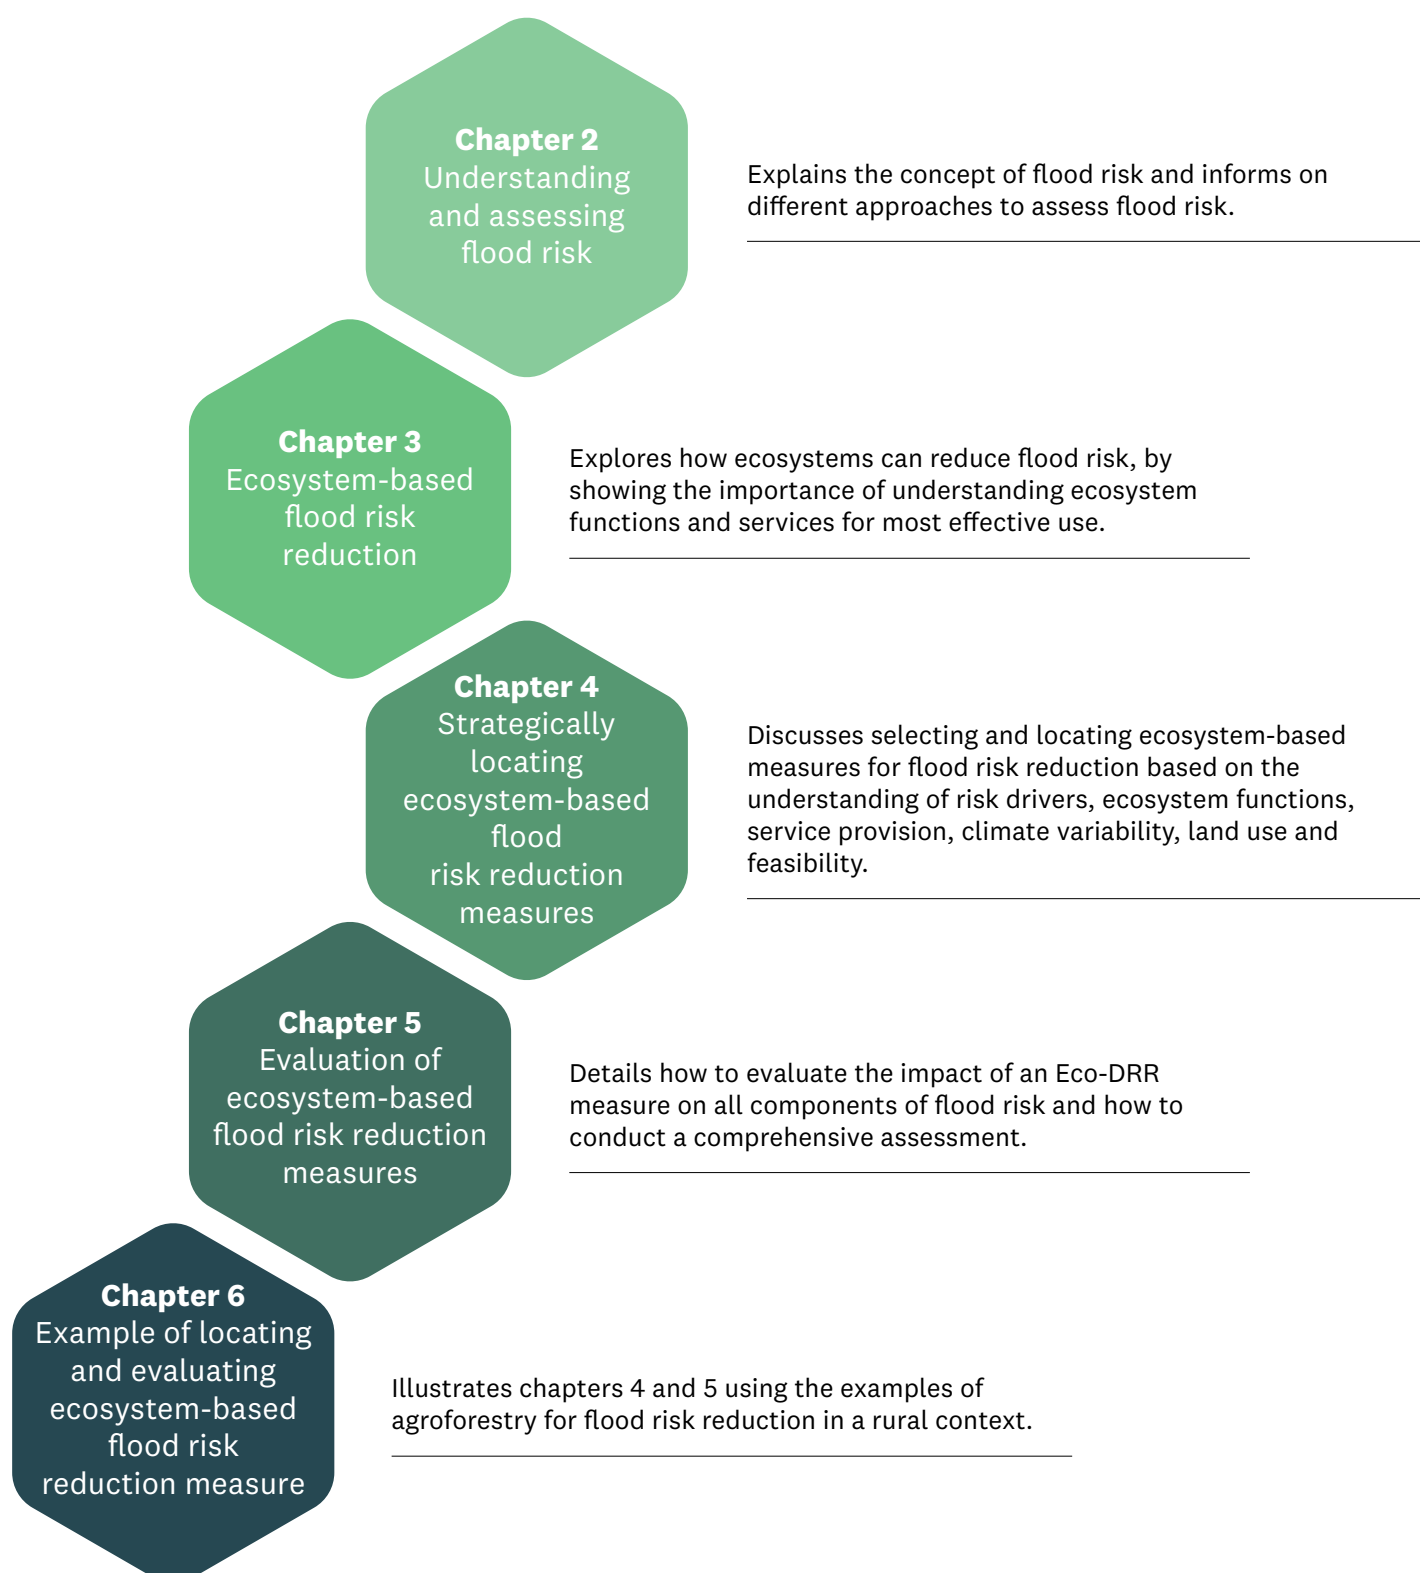 Chapter 2
Understanding
and assessing
flood risk
Explains the concept of flood risk and informs on
different approaches to assess flood risk.
Chapter 3
Ecosystem-based
flood risk
reduction
Explores how ecosystems can reduce flood risk, by
showing the importance of understanding ecosystem
functions and services for most effective use.
Chapter 4
Strategically
locating
ecosystem-based
flood
risk reduction
measures
Discusses selecting and locating ecosystem-based
measures for flood risk reduction based on the
understanding of risk drivers, ecosystem functions,
service provision, climate variability, land use and
feasibility.
Chapter 5
Evaluation of
ecosystem-based
flood risk reduction
measures
Details how to evaluate the impact of an Eco-DRR
measure on all components of flood risk and how to
conduct a comprehensive assessment.
Chapter 6
Example of locating
and evaluating
ecosystem-based
flood risk
reduction measure
Illustrates chapters 4 and 5 using the examples of
agroforestry for flood risk reduction in a rural context.